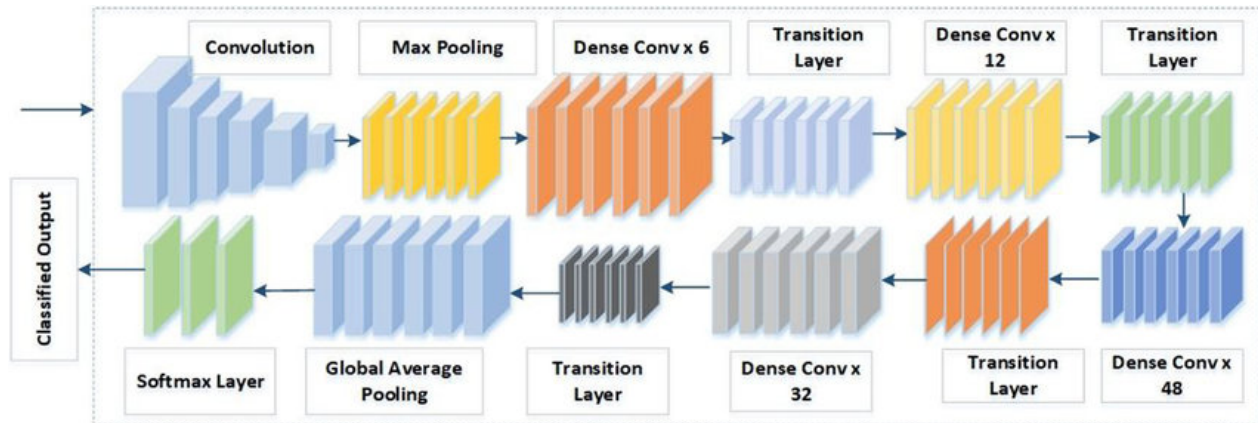 Convolution
Max Pooling
Dense Conv x 6
Transition
Layer
Dense Conv x
12
Transition
Layer
Classified Output
Softmax Layer
Global Average
Pooling
Transition
Layer
Dense Conv x
32
Transition
Layer
Dense Conv x
48